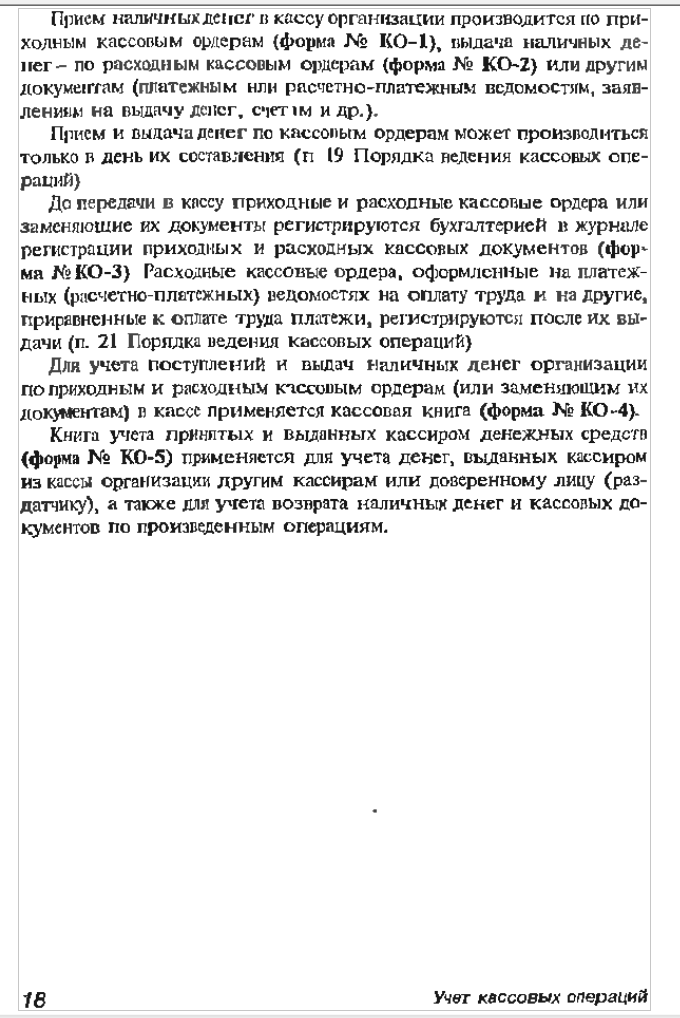 Прием наличных денег в кассу организации производится по при-
ходным кассовым ордерам (форма № КО-1), выдача наличных де-
нег – по расходным кассовым ордерам (форма № КО-2) или другим
документам (платежным или расчетно-платежным ведомостям, заяв-
лениям на выдачу денег, счетам и др.).
Прием и выдача денег по кассовым ордерам может производиться
только в день их составления (п 19 Порядка ведения кассовых опе-
раций)
До передачи в кассу приходные и расходные кассовые ордера или
заменяющие их документы регистрируются бухгалтерией в журнале
регистрации приходных и расходных кассовых документов (фор-
ма № КО-3) Расходные кассовые ордера, оформленные на платеж-
ных (расчетно-платежных) ведомостях на оплату труда и на другие,
приравненные к оплате труда платежи, регистрируются после их вы-
дачи (п. 21 Порядка ведения кассовых операций)
Для учета поступлений и выдач наличных денег организации
по приходным и расходным кассовым ордерам (или заменяющим их
документам) в кассе применяется кассовая книга (форма № КО-4).
Книга учета принятых и выданных кассиром денежных средств
(форма № КО-5) применяется для учета денег, выданных кассиром
из кассы организации другим кассирам или доверенному лицу (раз-
датчику), а также для учета возврата наличных денег и кассовых до-
кументов по произведенным операциям.
18 Учет кассовых операций